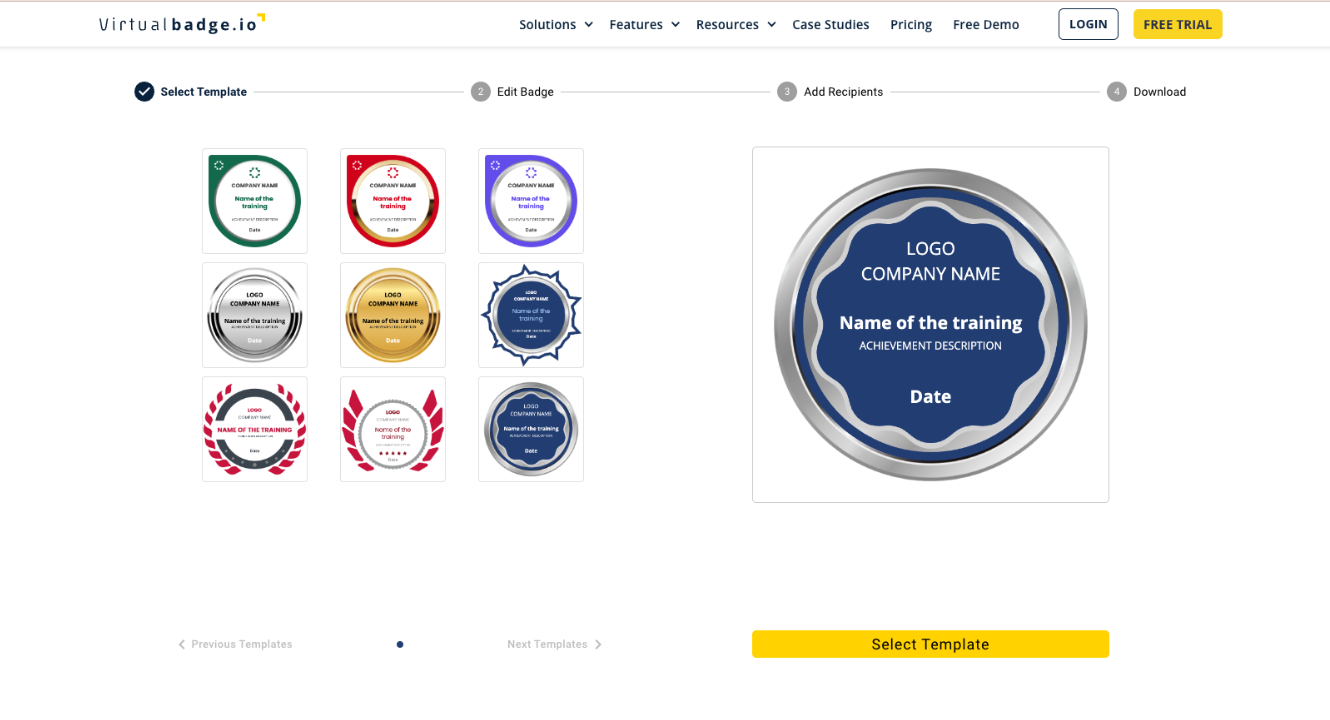 Virtualbadge.io
Solutions
Features
Resources
Case Studies
Pricing
Free Demo
LOGIN
FREE TRIAL
Select Template
2
Edit Badge
3
Add Recipients
4
Download
COMPANY NAME
Name of the
training
ACHIEVEMENT DESCRIPTION
Date
COMPANY NAME
Name of the
training
ACHIEVEMENT DESCRIPTION
Date
COMPANY NAME
Name of the
training
ACHIEVEMENT DESCRIPTION
Date
LOGO
COMPANY NAME
Name of the training
ACHIEVEMENT DESCRIPTION
Date
LOGO
COMPANY NAME
Name of the training
ACHIEVEMENT DESCRIPTION
Date
LOGO
COMPANY NAME
Name of the
training
Date
LOGO
COMPANY NAME
NAME OF THE TRAINING
Date
LOGO
COMPANY NAME
Name of the
training
Date
LOGO
COMPANY NAME
Name of the training
ACHIEVEMENT DESCRIPTION
Date
LOGO
COMPANY NAME
Name of the training
ACHIEVEMENT DESCRIPTION
Date
Previous Templates
Next Templates
Select Template